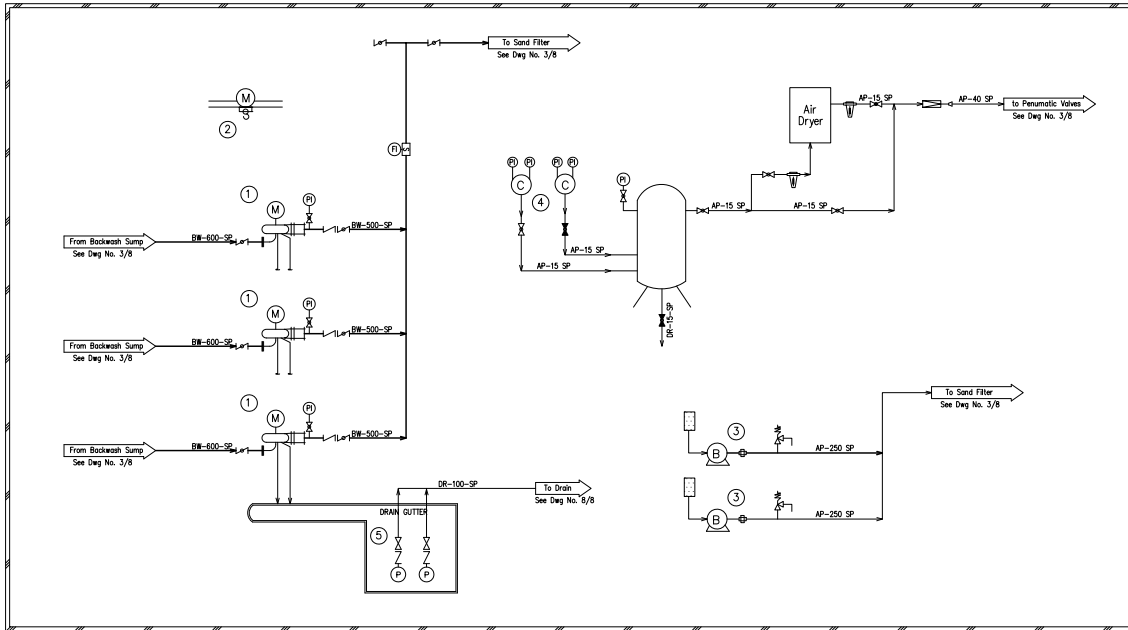 To Sand Filter
See Dwg No. 3/8
M
3
2
FI
S
1
PI
M
BW-500-SP
From Backwash Sump
BW-600-SP
See Dwg No. 3/8
1
PI
M
BW-500-SP
From Backwash Sump
BW-600-SP
See Dwg No. 3/8
1
PI
M
BW-500-SP
From Backwash Sump
BW-600-SP
See Dwg No. 3/8
DR-100-SP
To Drain
See Dwg No. 8/8
DRAIN GUTTER
5
P P
PI PI PI PI
C C
4
PI
AP-15 SP
AP-15 SP
DR-15-SP
AP-15 SP
AP-15 SP
Air
Dryer
AP-15 SP
AP-40 SP
to Penumatic Valves
See Dwg No. 3/8
To Sand Filter
See Dwg No. 3/8
3
B
AP-250 SP
3
B
AP-250 SP